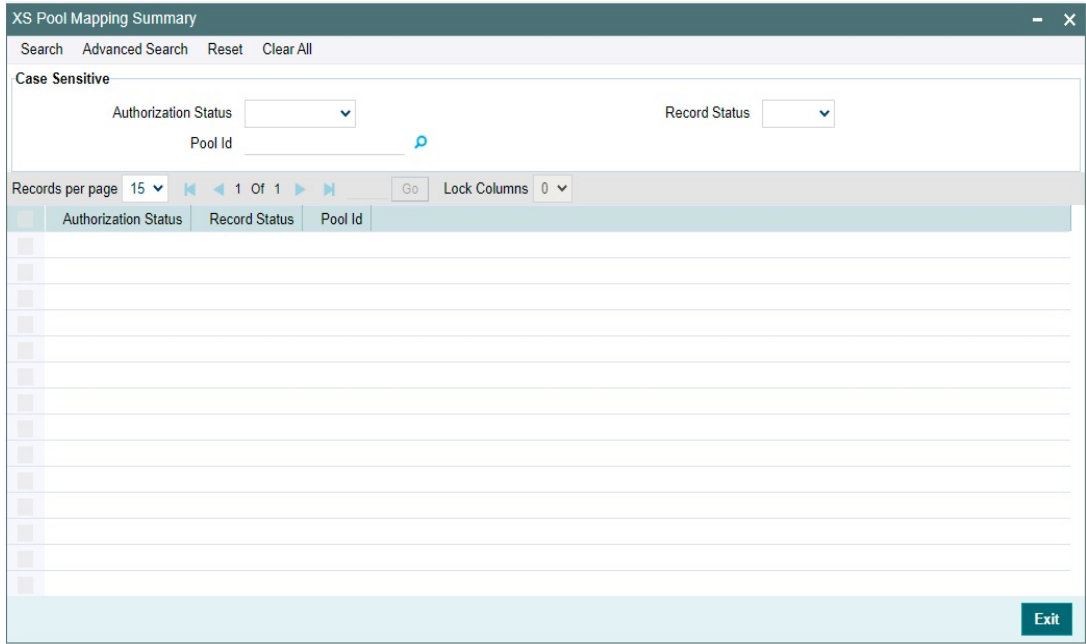 XS Pool Mapping Summary
Search Advanced Search Reset Clear All
Case Sensitive
Authorization Status Record Status
Pool Id
Records per page 15 1 Of 1 Go Lock Columns 0
Authorization Status Record Status Pool Id
Exit